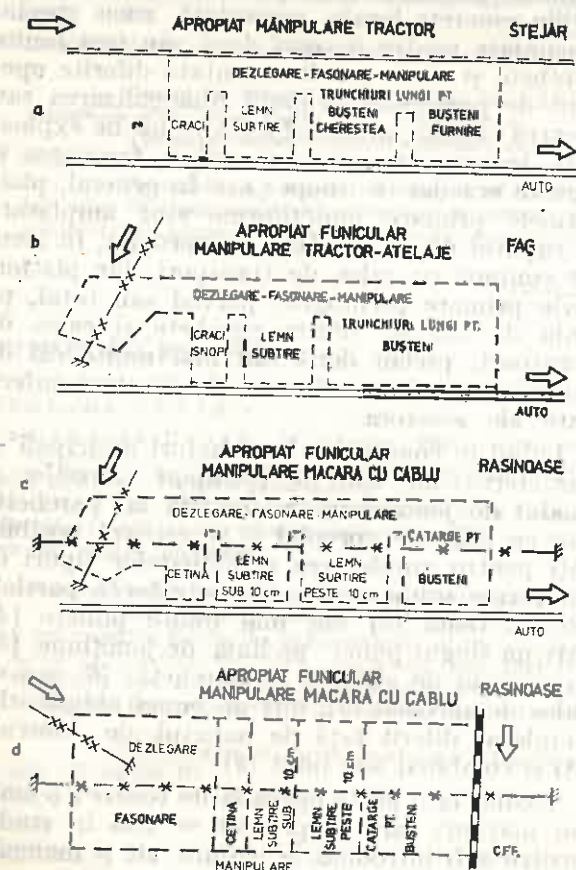 APROPIAT MÂNIPULARE TRACTOR STEJAR
DEZLEGARE-FASONARE-MANIPULARE
a
CRACI
LEMN
SUBTIRE
TRUNCHIURI LUNGI PT
BUȘTENI
CHERESTEA
BUȘTENI
FURNIRE
AUTO
b
APROPIAT FUNICULAR
MANIPULARE TRACTOR-ATELAJE
FAG
DEZLEGARE-FASONARE-MANIPULARE
CRACI
SNOPI
LEMN
SUBTIRE
TRUNCHIURI LUNGI PT.
BUȘTENI
AUTO
c
APROPIAT FUNICULAR
MANIPULARE MACARA CU CABLU
RASINOASE
DEZLEGARE-FASONARE-MANIPULARE
CETINĂ
LEMN
SUBTIRE
SUB 10 cm
LEMN
SUBTIRE
PESTE 10 cm
CATARGE PT
BUSTENI
AUTO
d
APROPIAT FUNICULAR
MANIPULARE MACARA CU CABLU
RASINOASE
DEZLEGARE
FASONARE
CETINA
LEMN
SUBTIRE
SUB 10 cm
LEMN
SUBTIRE
PESTE 10 cm
CATARGE
PT.
BUSTENI
MANIPULARE
CFF.